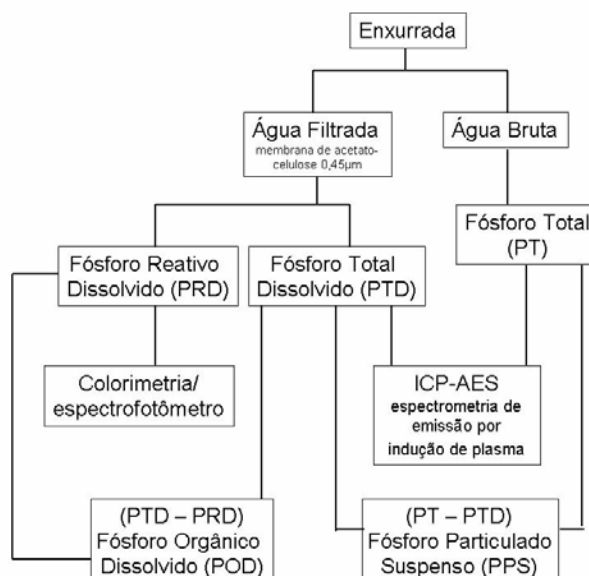 Enxurrada
Água Filtrada
membrana de acetato-
celulose 0,45µm
Água Bruta
Fósforo Total
(PT)
Fósforo Reativo
Dissolvido (PRD)
Fósforo Total
Dissolvido (PTD)
Colorimetria/
espectrofotômetro
ICP-AES
espectrometria de
emissão por
indução de plasma
(PTD – PRD)
Fósforo Orgânico
Dissolvido (POD)
(PT – PTD)
Fósforo Particulado
Suspenso (PPS)